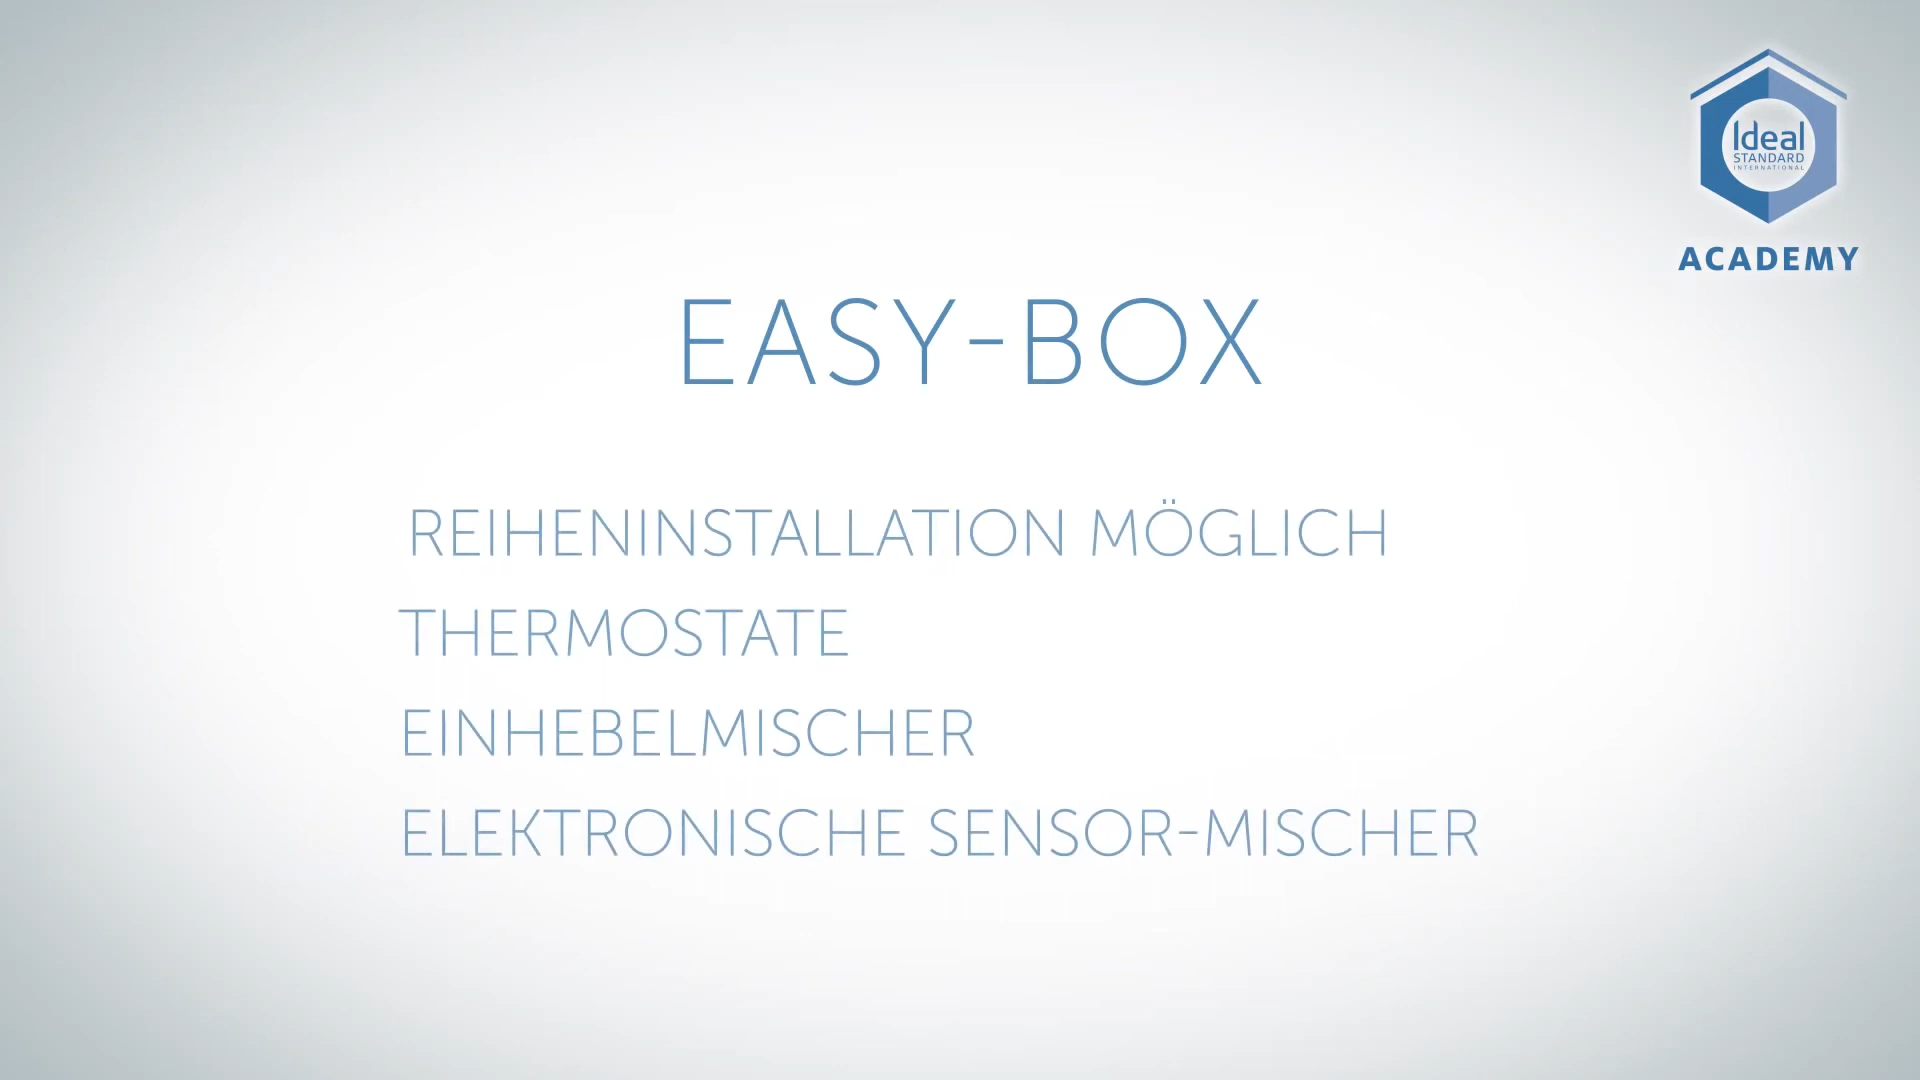 Ideal
STANDARD
INTERNATIONAL
ACADEMY
EASY-BOX
REIHENINSTALLATION MÖGLICH
THERMOSTATE
EINHEBELMISCHER
ELEKTRONISCHE SENSOR-MISCHER